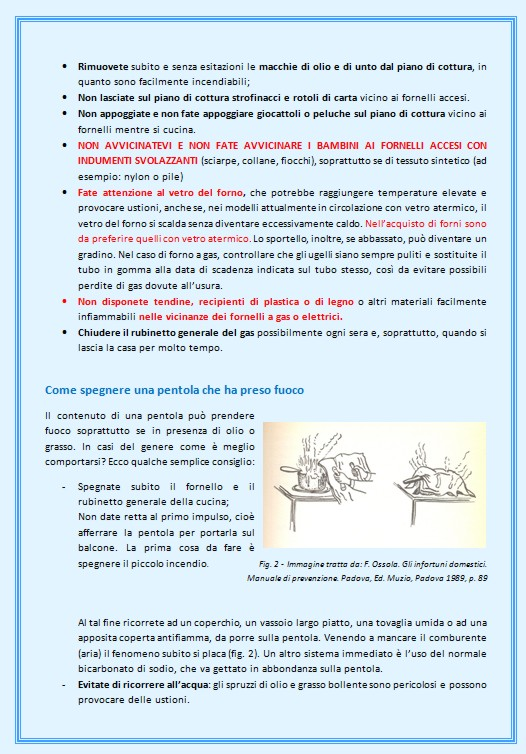 Rimuovete subito e senza esitazioni le macchie di olio e di unto dal piano di cottura, in
quanto sono facilmente incendiabili;
Non lasciate sul piano di cottura strofinacci e rotoli di carta vicino ai fornelli accesi.
Non appoggiate e non fate appoggiare giocattoli o peluche sul piano di cottura vicino ai
fornelli mentre si cucina.
NON AVVICINATEVI E NON FATE AVVICINARE I BAMBINI AI FORNELLI ACCESI CON
INDUMENTI SVOLAZZANTI (sciarpe, collane, fiocchi), soprattutto se di tessuto sintetico (ad
esempio: nylon o pile)
Fate attenzione al vetro del forno, che potrebbe raggiungere temperature elevate e
provocare ustioni, anche se, nei modelli attualmente in circolazione con vetro atermico, il
vetro del forno si scalda senza diventare eccessivamente caldo. Nell'acquisto di forni sono
da preferire quelli con vetro atermico. Lo sportello, inoltre, se abbassato, può diventare un
gradino. Nel caso di forno a gas, controllare che gli ugelli siano sempre puliti e sostituite il
tubo in gomma alla data di scadenza indicata sul tubo stesso, così da evitare possibili
perdite di gas dovute all'usura.
Non disponete tendine, recipienti di plastica o di legno o altri materiali facilmente
infiammabili nelle vicinanze dei fornelli a gas o elettrici.
Chiudere il rubinetto generale del gas possibilmente ogni sera e, soprattutto, quando si
lascia la casa per molto tempo.
Come spegnere una pentola che ha preso fuoco
Il contenuto di una pentola può prendere
fuoco soprattutto se in presenza di olio o
grasso. In casi del genere come è meglio
comportarsi? Ecco qualche semplice consiglio:
- Spegnate subito il fornello e il
rubinetto generale della cucina;
Non date retta al primo impulso, cioè
afferrare la pentola per portarla sul
balcone. La prima cosa da fare è
spegnere il piccolo incendio.
Fig. 2 - Immagine tratta da: F. Ossola. Gli infortuni domestici.
Manuale di prevenzione. Padova, Ed. Muzio, Padova 1989, p. 89
Al tal fine ricorrete ad un coperchio, un vassoio largo piatto, una tovaglia umida o ad una
apposita coperta antifiamma, da porre sulla pentola. Venendo a mancare il comburente
(aria) il fenomeno subito si placa (fig. 2). Un altro sistema immediato è l'uso del normale
bicarbonato di sodio, che va gettato in abbondanza sulla pentola.
- Evitate di ricorrere all'acqua: gli spruzzi di olio e grasso bollente sono pericolosi e possono
provocare delle ustioni.